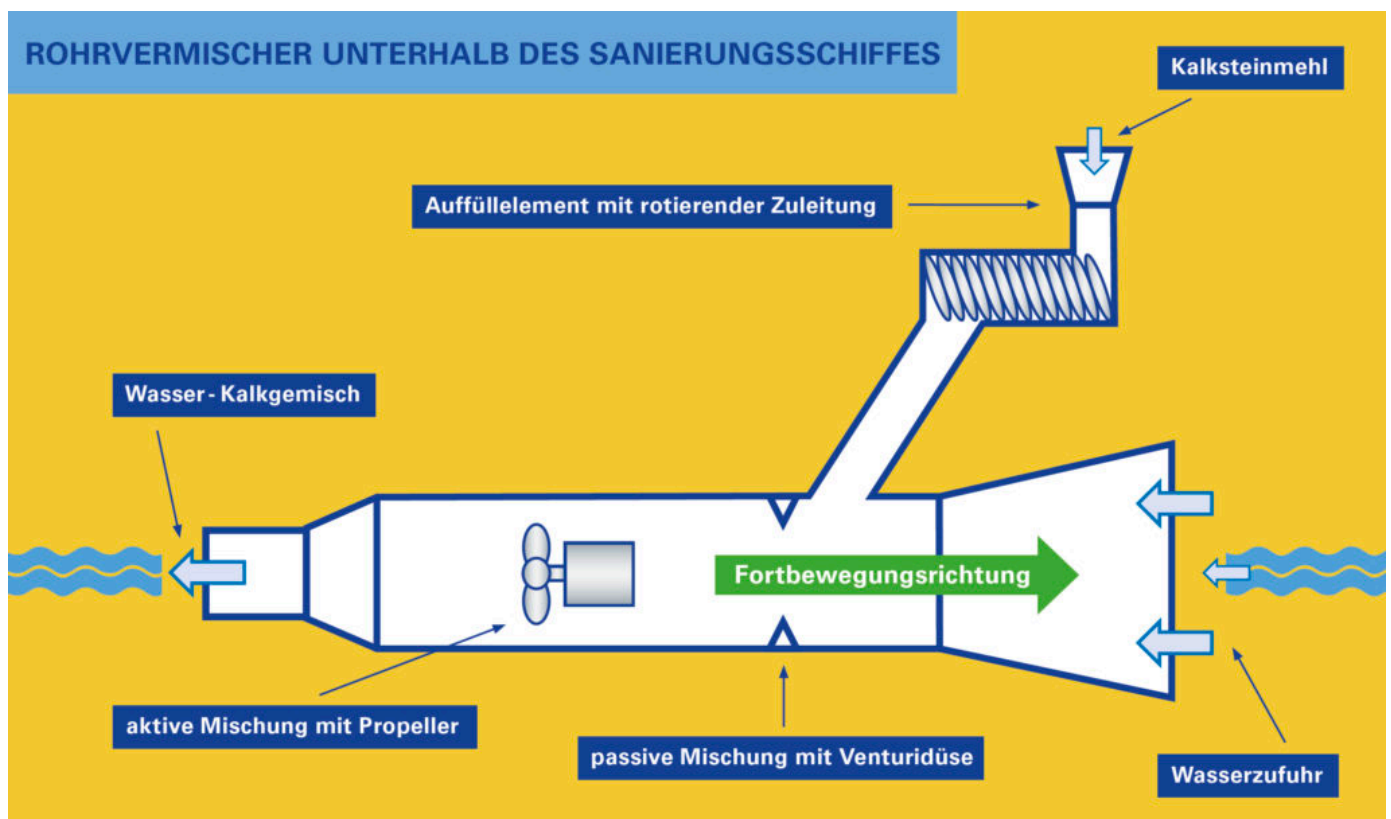 ROHRVERMISCHER UNTERHALB DES SANIERUNGSSCHIFFES
Kalksteinmehl
Auffüllelement mit rotierender Zuleitung
Wasser - Kalkgemisch
Fortbewegungsrichtung
aktive Mischung mit Propeller
passive Mischung mit Venturidüse
Wasserzufuhr